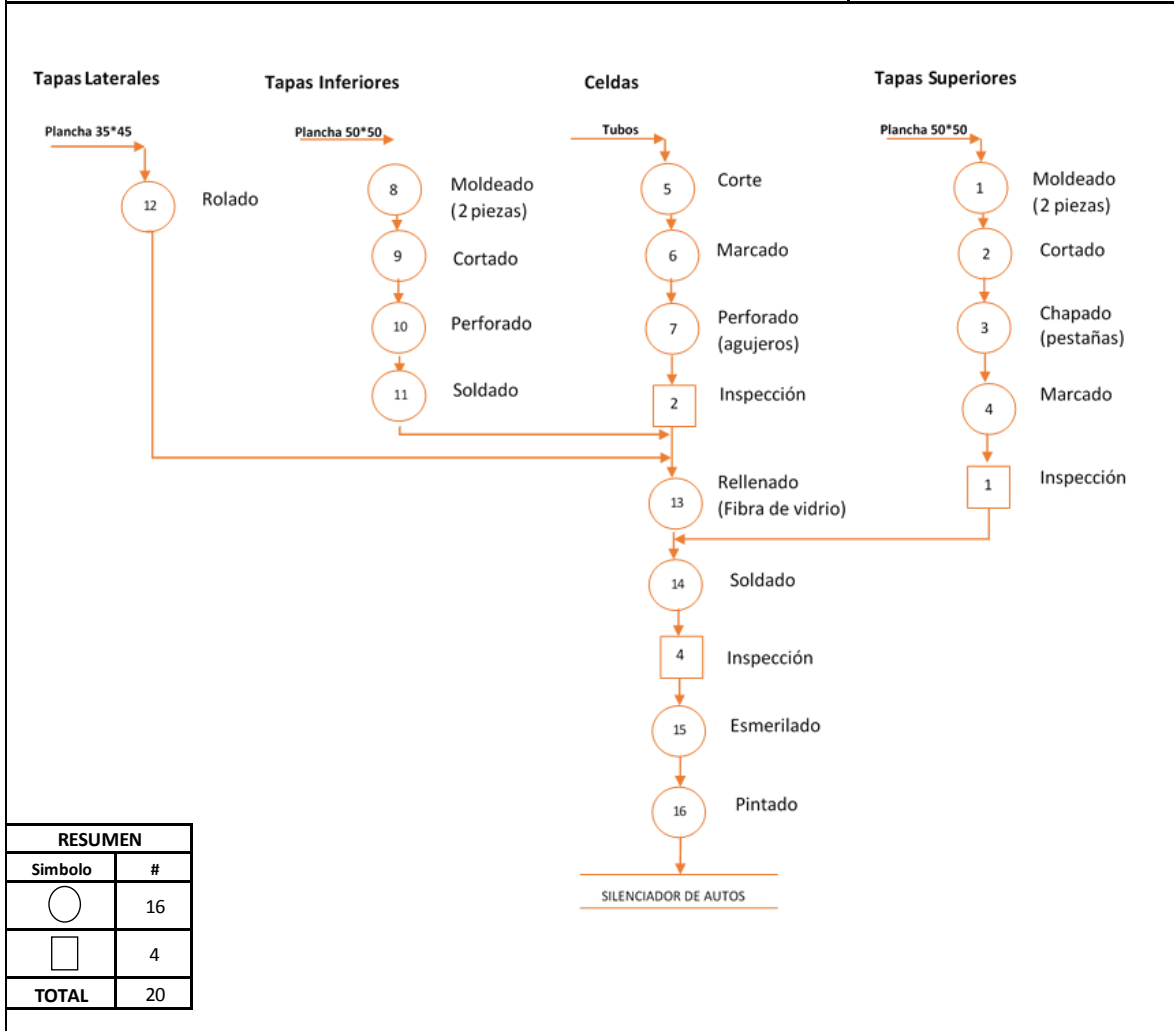 Tapas Laterales
Tapas Inferiores
Celdas
Tapas Superiores
Plancha 35*45
Plancha 50*50
Tubos
Plancha 50*50
12
Rolado
8
Moldeado
(2 piezas)
9
Cortado
10
Perforado
11
Soldado
5
Corte
6
Marcado
7
Perforado
(agujeros)
2
Inspección
1
Moldeado
(2 piezas)
2
Cortado
3
Chapado
(pestañas)
4
Marcado
1
Inspección
13
Rellenado
(Fibra de vidrio)
14
Soldado
4
Inspección
15
Esmerilado
16
Pintado
SILENCIADOR DE AUTOS
RESUMEN
Simbolo #
16
4
TOTAL 20